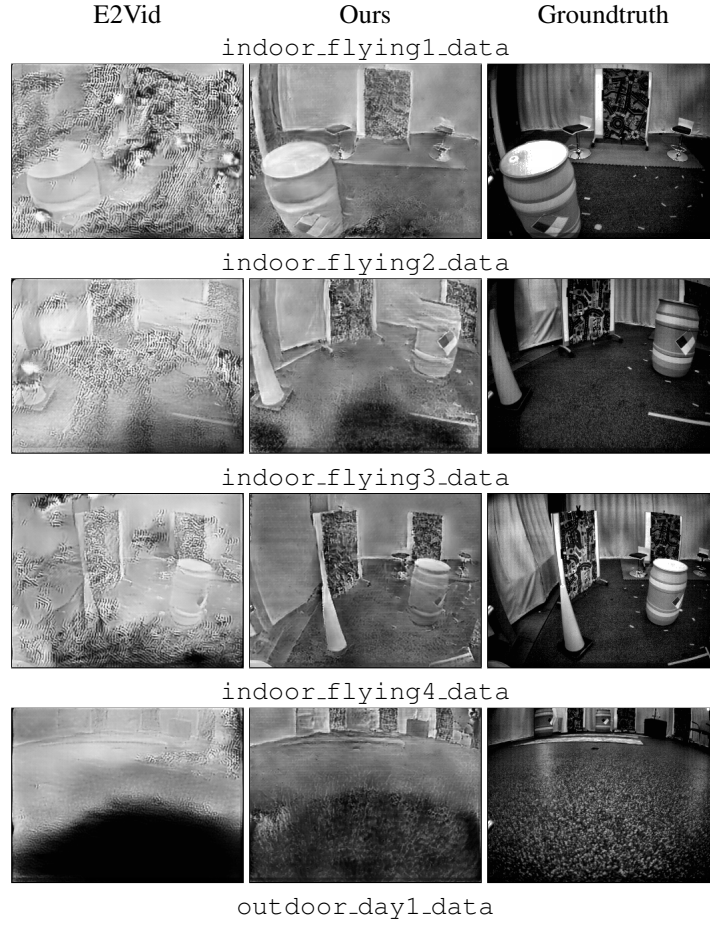 E2Vid Ours Groundtruth
indoor_flying1_data
indoor_flying2_data
indoor_flying3_data
indoor_flying4_data
outdoor_day1_data